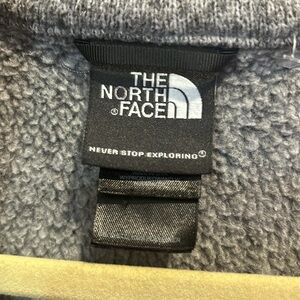 THE
NORTH
®FACE
NEVER STOP EXPLORING®